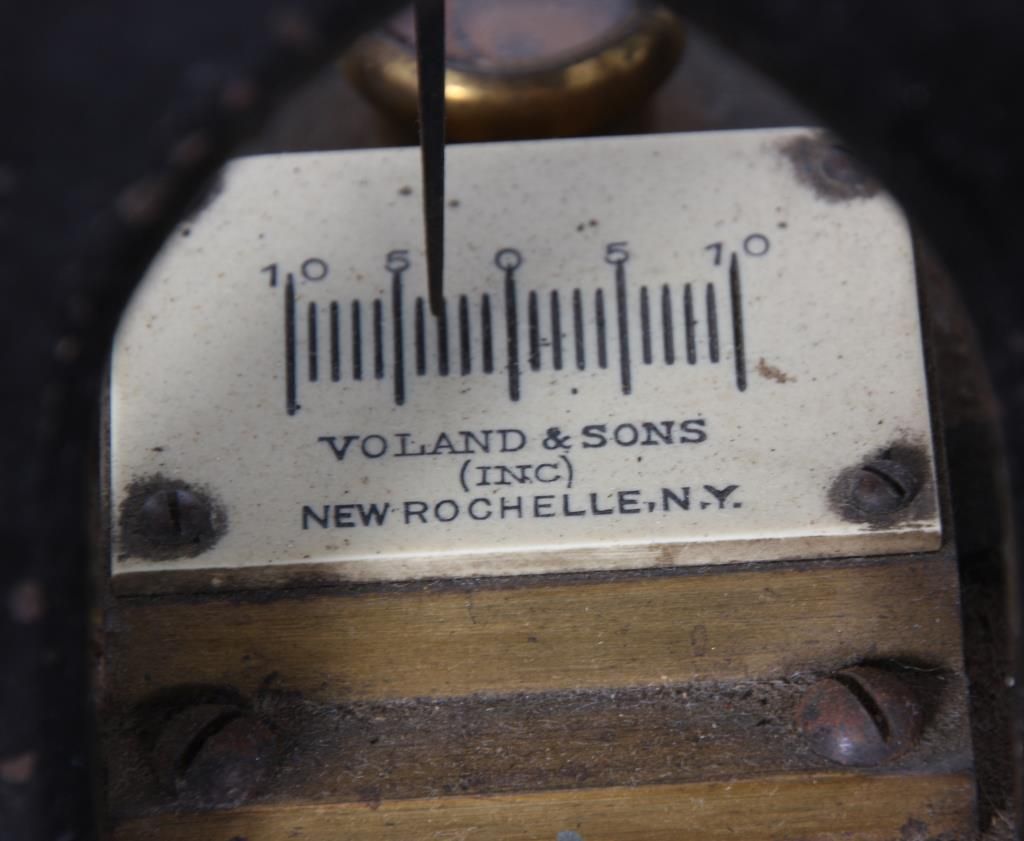 10 5 0 5 10
VOLAND & SONS
(INC)
NEW ROCHELLE, N.Y.